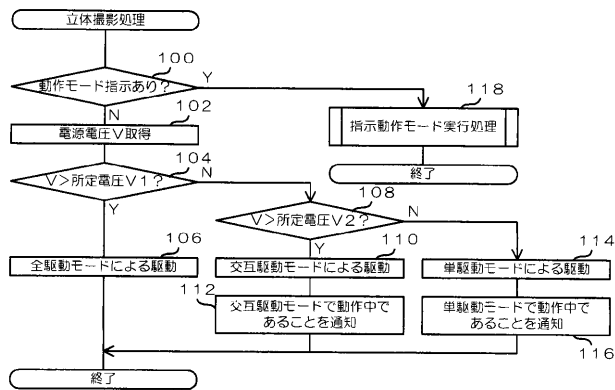 立体撮影処理
100
動作モード指示あり？
Y
N
118
指示動作モード実行処理
終了
102
電源電圧V取得
104
V＞所定電圧V1？
N
Y
108
V＞所定電圧V2？
N
Y
106
全駆動モードによる駆動
110
交互駆動モードによる駆動
114
単駆動モードによる駆動
112
交互駆動モードで動作中で
あることを通知
単駆動モードで動作中で
あることを通知
116
終了